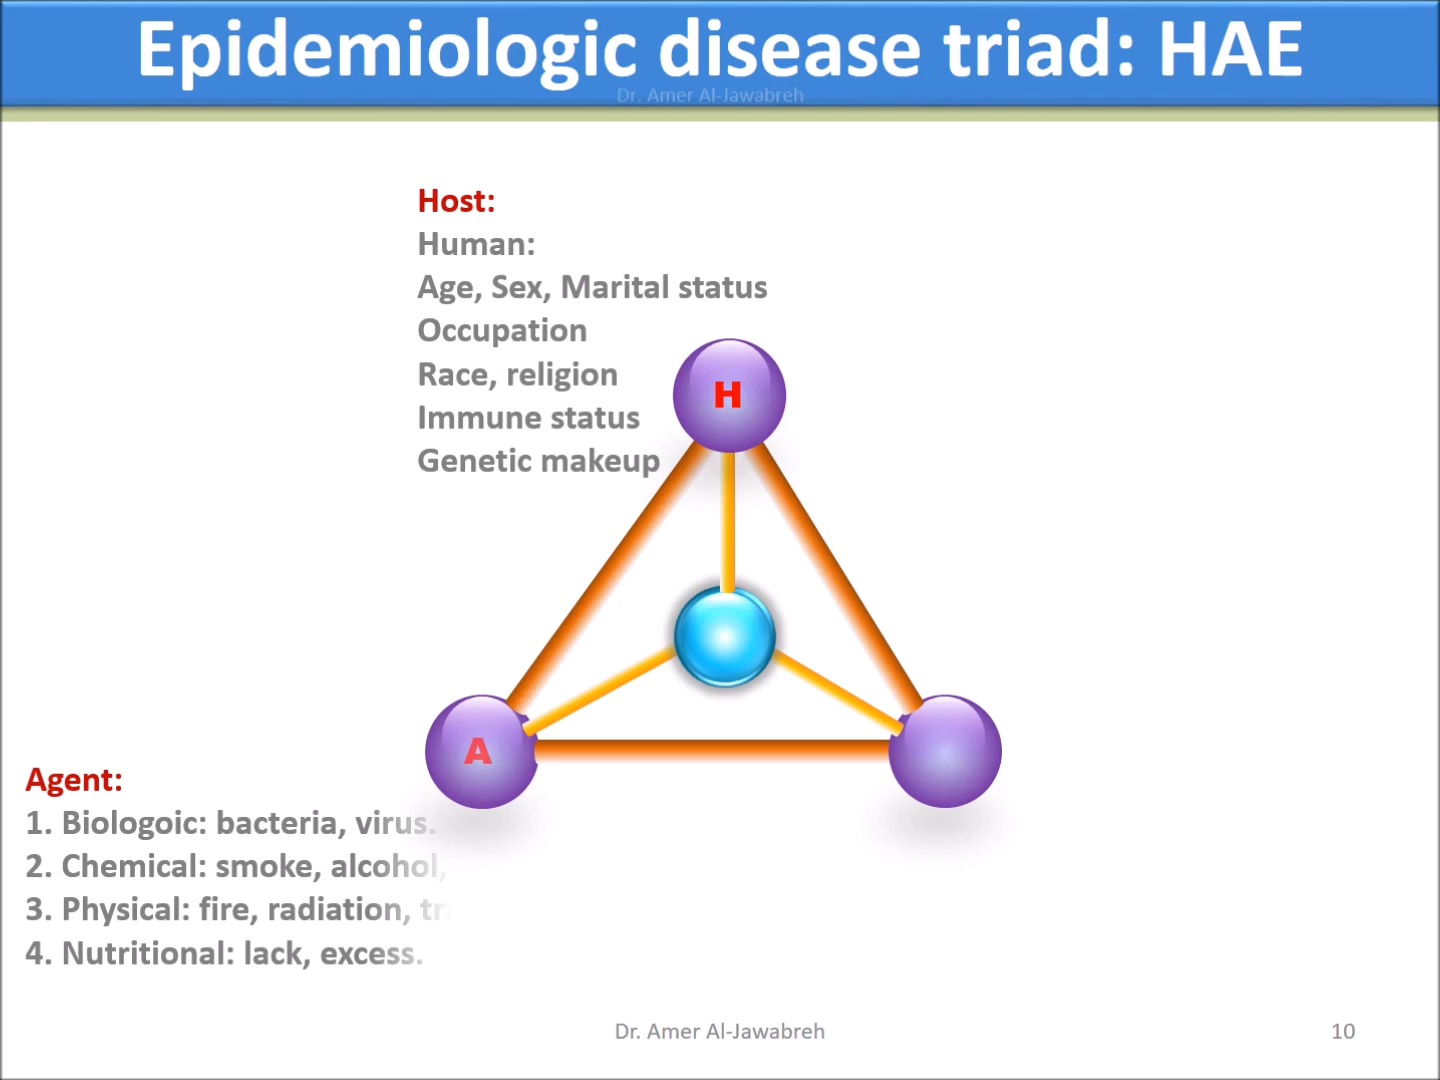 Epidemiologic disease triad: HAE
Dr. Amer Al-Jawabreh
Host:
Human:
Age, Sex, Marital status
Occupation
Race, religion
Immune status
Genetic makeup
H
A
Agent:
1. Biologoic: bacteria, virus.
2. Chemical: smoke, alcohol,
3. Physical: fire, radiation,
4. Nutritional: lack, excess.
Dr. Amer Al-Jawabreh
10